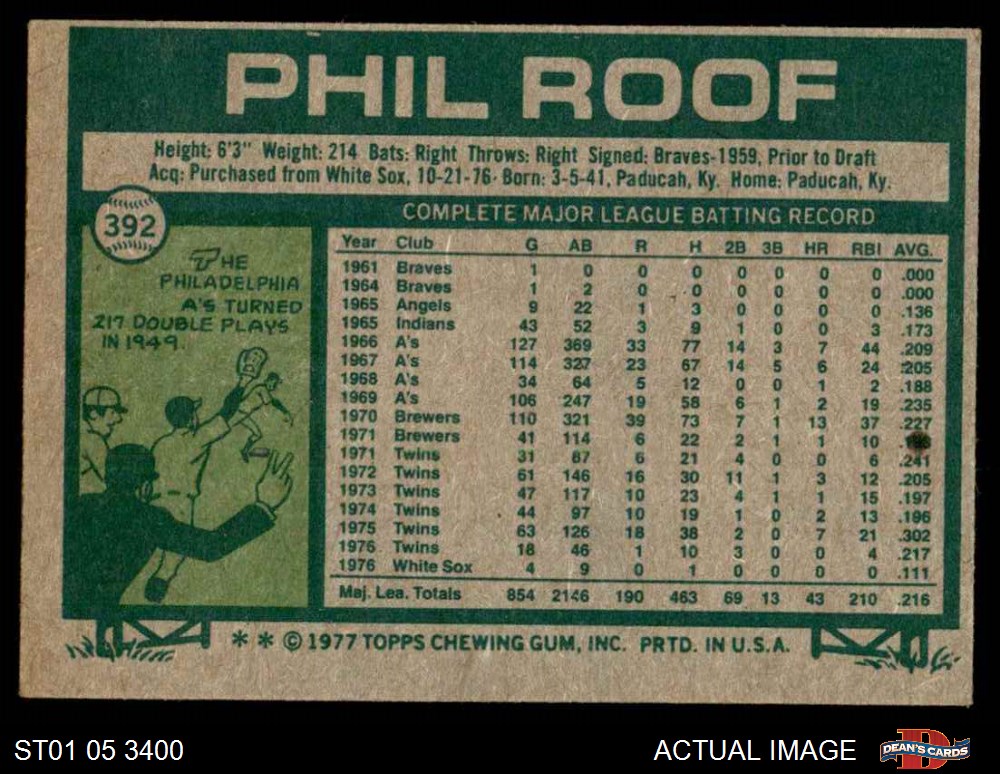 PHIL ROOF
Height: 6'3" Weight: 214 Bats: Right Throws: Right Signed: Braves-1959, Prior to Draft
Acq: Purchased from White Sox, 10-21-76· Born: 3-5-41, Paducah, Ky. Home: Paducah, Ky.
392
THE
PHILADELPHIA
A'S TURNED
217 DOUBLE PLAYS
IN 1949.
COMPLETE MAJOR LEAGUE BATTING RECORD
Year Club G AB R H 2B 3B HR RBI AVG.
1961 Braves 1 0 0 0 0 0 0 0 .000
1964 Braves 1 2 0 0 0 0 0 0 .000
1965 Angels 9 22 1 3 0 0 0 0 .136
1965 Indians 43 52 3 9 1 0 0 3 .173
1966 A's 127 369 33 77 14 3 7 44 .209
1967 A's 114 327 23 67 14 5 6 24 .205
1968 A's 34 64 5 12 0 0 1 2 .188
1969 A's 106 247 19 58 6 1 2 19 .235
1970 Brewers 110 321 39 73 7 1 13 37 .227
1971 Brewers 41 114 6 22 2 1 1 10
1971 Twins 31 87 6 21 4 0 0 6 .241
1972 Twins 61 146 16 30 11 1 3 12 .205
1973 Twins 47 117 10 23 4 1 1 15 .197
1974 Twins 44 97 10 19 1 0 2 13 .196
1975 Twins 63 126 18 38 2 0 7 21 .302
1976 Twins 18 46 1 10 3 0 0 4 .217
1976 White Sox 4 9 0 1 0 0 0 0 .111
Maj. Lea. Totals 854 2146 190 463 69 13 43 210 .216
* * © 1977 TOPPS CHEWING GUM, INC. PRTD. IN U.S.A.
ST01 05 3400
ACTUAL IMAGE
DEAN'S CARDS